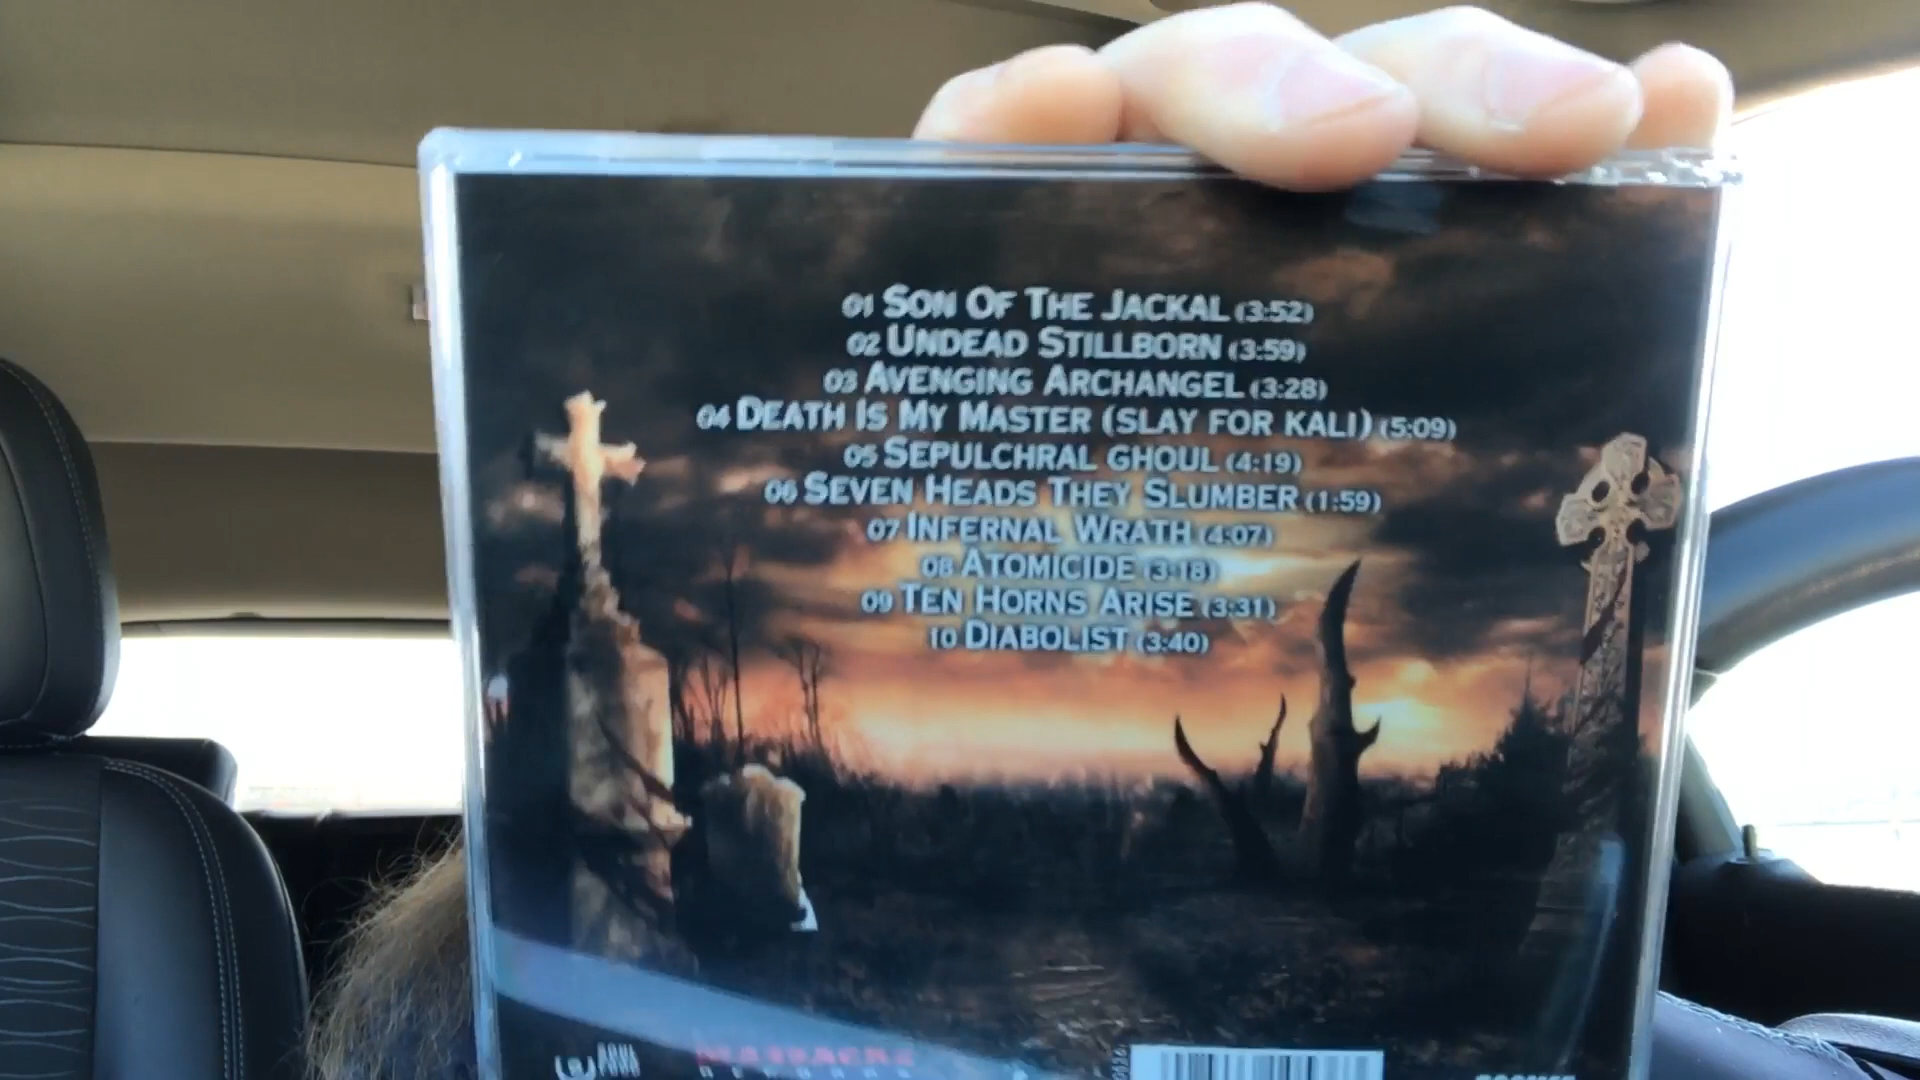 01 SON OF THE JACKAL (3:52)
02 UNDEAD STILLBORN (3:59)
03 AVENGING ARCHANGEL (3:28)
04 DEATH IS MY MASTER (SLAY FOR KALI) (5:09)
05 SEPULCHRAL GHOUL (4:19)
06 SEVEN HEADS THEY SLUMBER (1:59)
07 INFERNAL WRATH (4:07)
08 ATOMICIDE (3:18)
09 TEN HORNS ARISE (3:31)
10 DIABOLIST (3:40)
MASSACRE
RECORDS